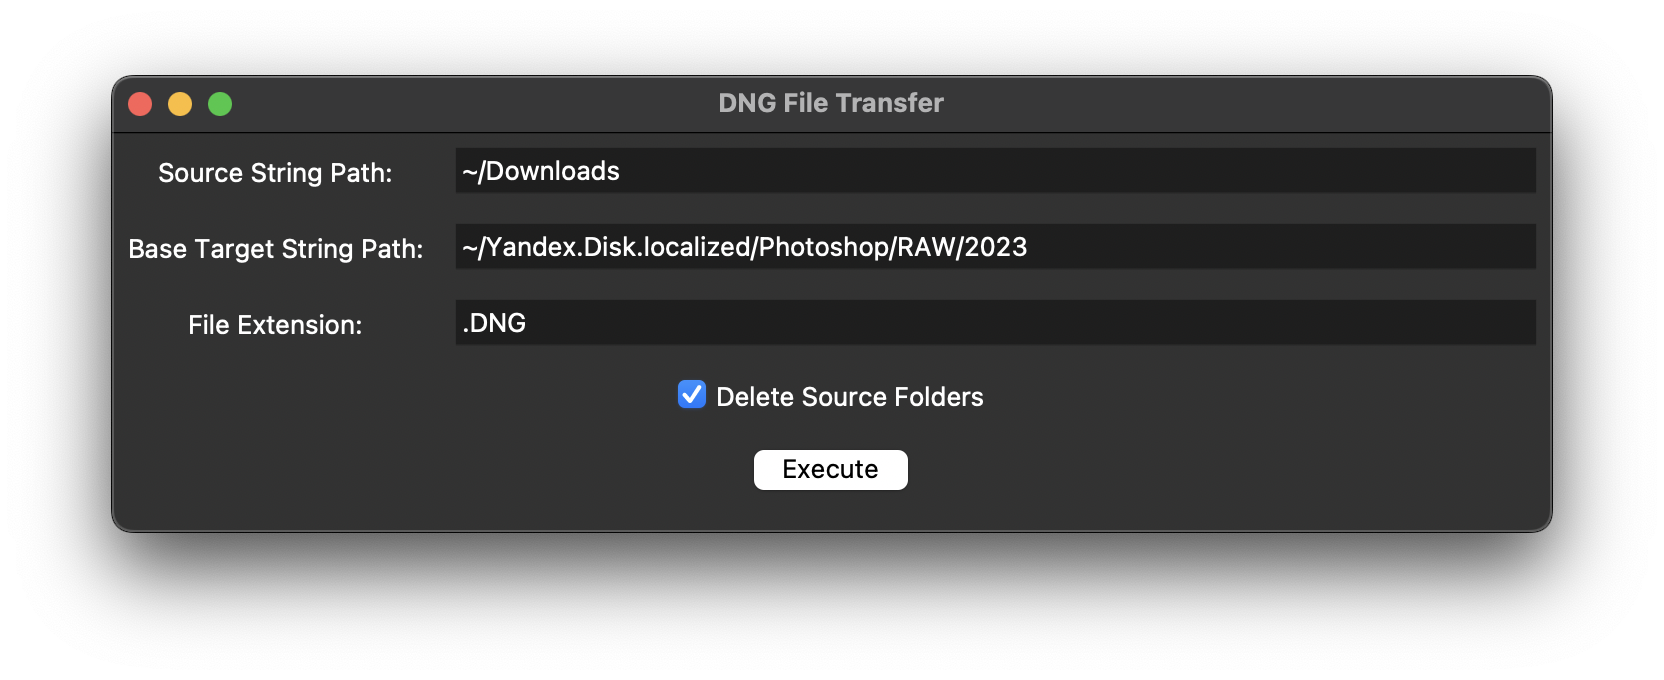 DNG File Transfer
Source String Path: ~/Downloads
Base Target String Path: ~/Yandex.Disk.localized/Photoshop/RAW/2023
File Extension: .DNG
Delete Source Folders
Execute